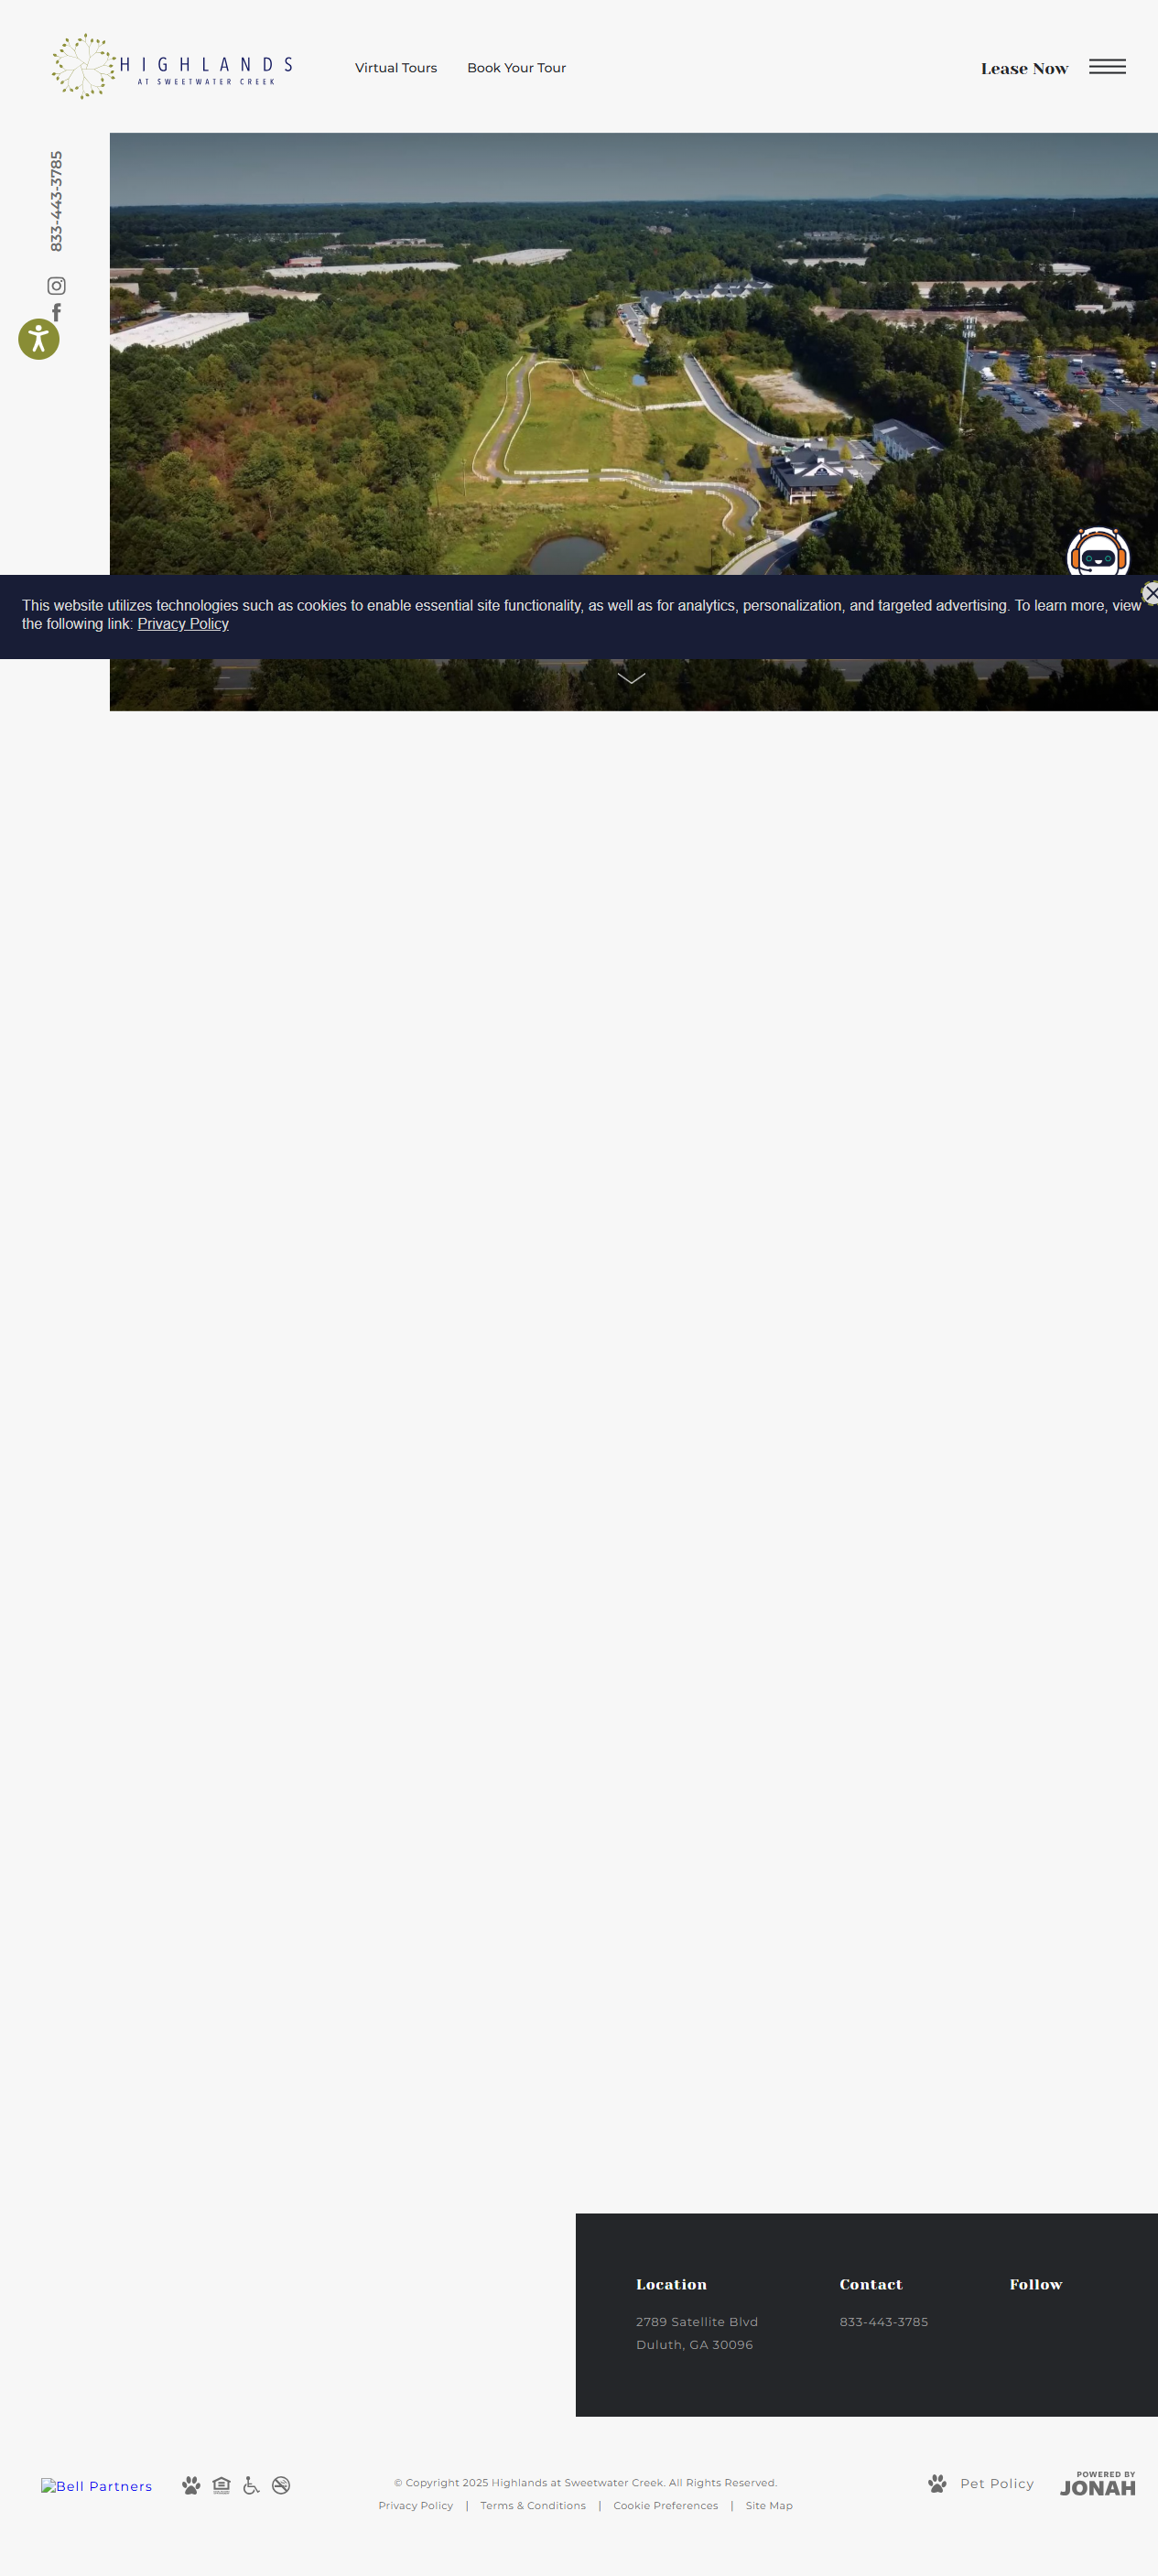 HIGHLANDS
AT SWEETWATER CREEK
Virtual Tours
Book Your Tour
Lease Now
833-443-3785
This website utilizes technologies such as cookies to enable essential site functionality, as well as for analytics, personalization, and targeted advertising. To learn more, view
the following link: Privacy Policy
Location
2789 Satellite Blvd
Duluth, GA 30096
Contact
833-443-3785
Follow
Bell Partners
© Copyright 2025 Highlands at Sweetwater Creek. All Rights Reserved.
Privacy Policy | Terms & Conditions | Cookie Preferences | Site Map
Pet Policy
POWERED BY
JONAH